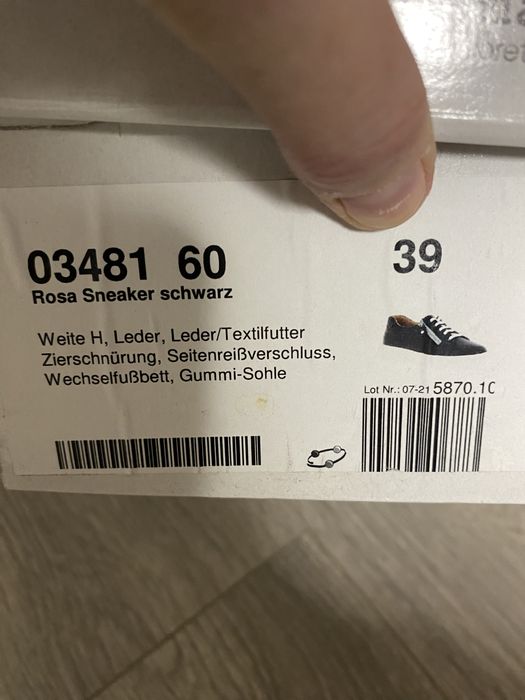 03481 60
39
Rosa Sneaker schwarz
Weite H, Leder, Leder/Textilfutter
Zierschnürung, Seitenreißverschluss,
Wechselfußbett, Gummi-Sohle
Lot Nr.: 07-21 5870.10